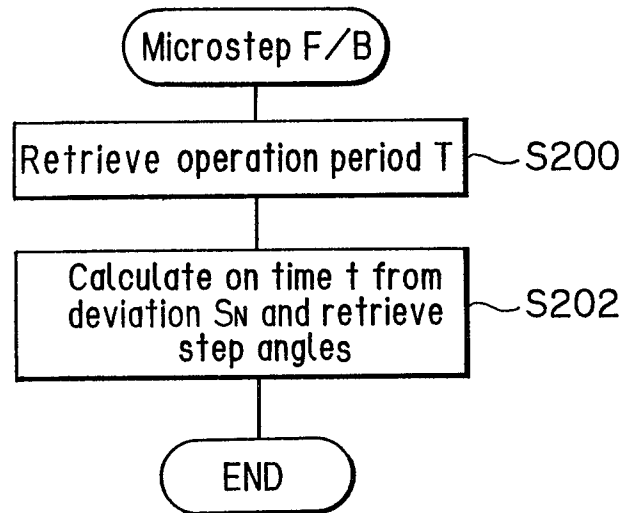 Microstep F/B
Retrieve operation period T
S200
Calculate on time t from
deviation SN and retrieve
step angles
S202
END